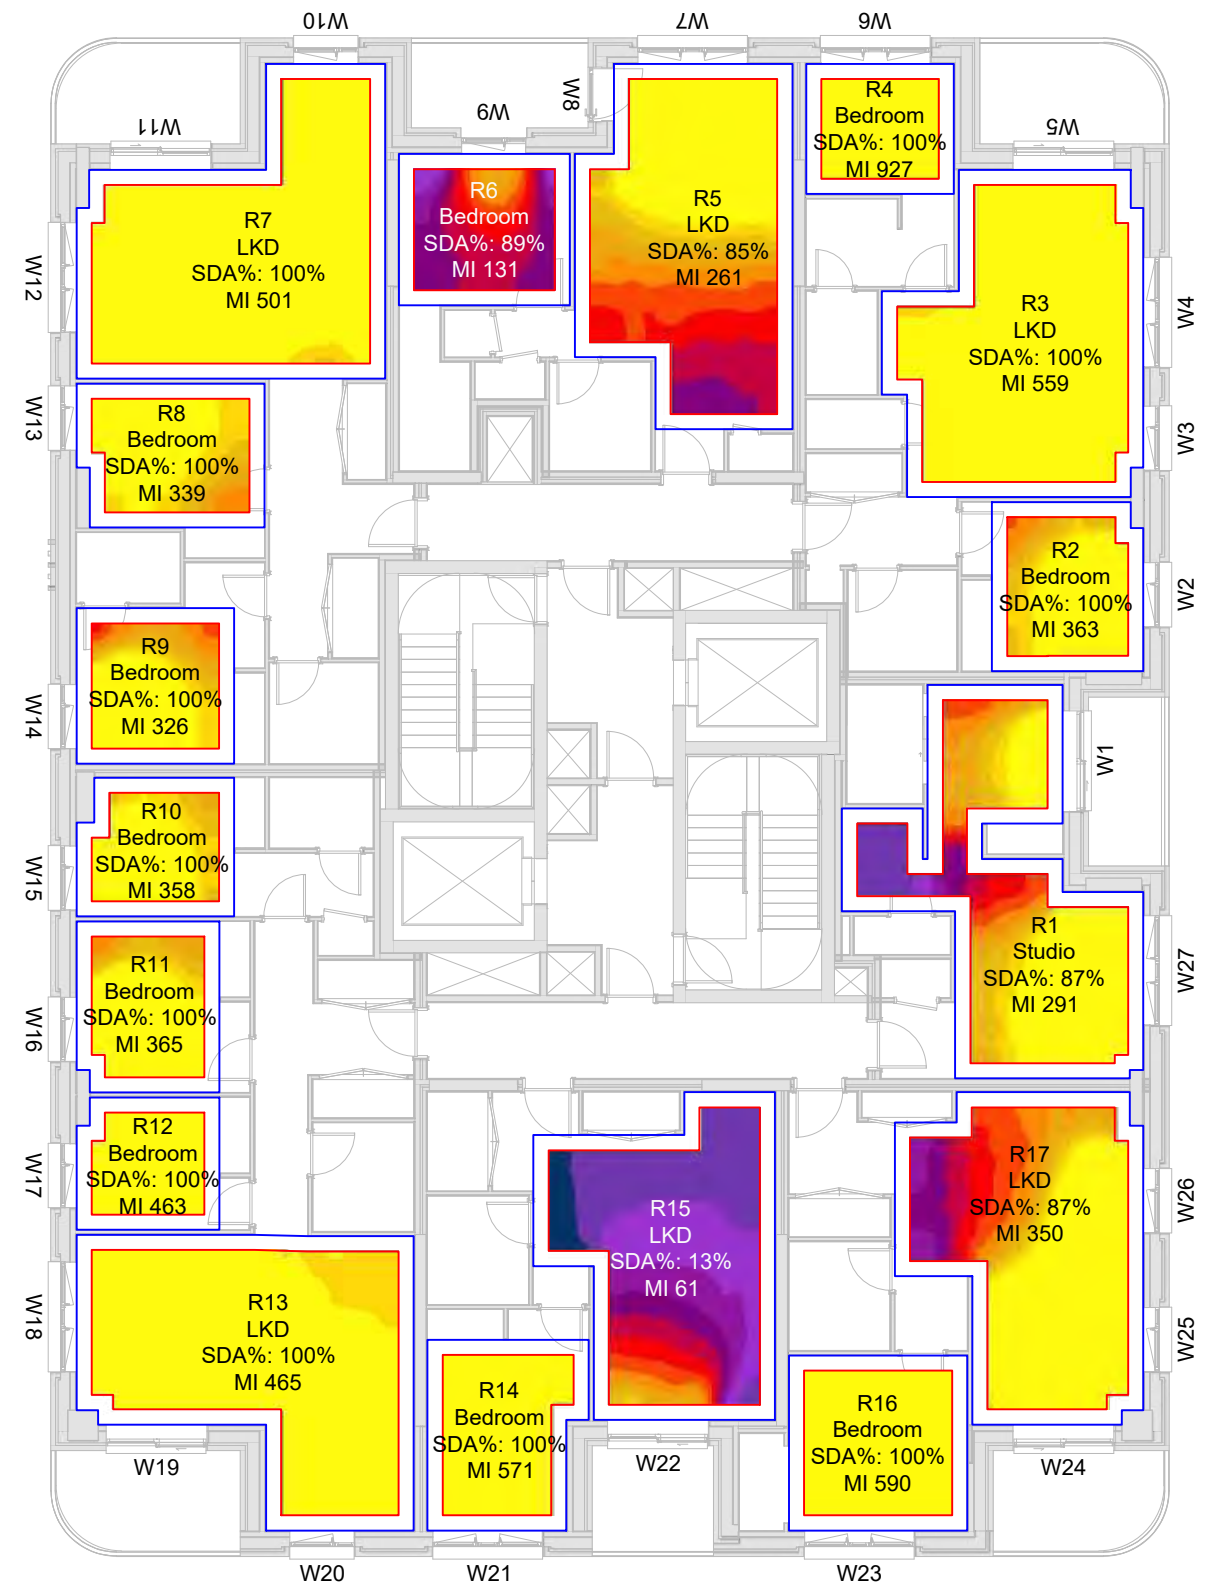 W10
W7
W6
W8
W9
W11
W5
R4
Bedroom
SDA%: 100%
MI 927
R6
Bedroom
SDA%: 89%
MI 131
R5
LKD
SDA%: 85%
MI 261
R7
LKD
SDA%: 100%
MI 501
W12
W4
R3
LKD
SDA%: 100%
MI 559
W13
R8
Bedroom
SDA%: 100%
MI 339
W3
R2
Bedroom
SDA%: 100%
MI 363
W2
R9
Bedroom
SDA%: 100%
MI 326
W14
W1
R10
Bedroom
SDA%: 100%
MI 358
W15
R1
Studio
SDA%: 87%
MI 291
W27
R11
Bedroom
SDA%: 100%
MI 365
W16
R12
Bedroom
SDA%: 100%
MI 463
W17
R17
LKD
SDA%: 87%
MI 350
W26
R15
LKD
SDA%: 13%
MI 61
R13
LKD
SDA%: 100%
MI 465
W18
W25
R14
Bedroom
SDA%: 100%
MI 571
R16
Bedroom
SDA%: 100%
MI 590
W19
W22
W24
W20
W21
W23